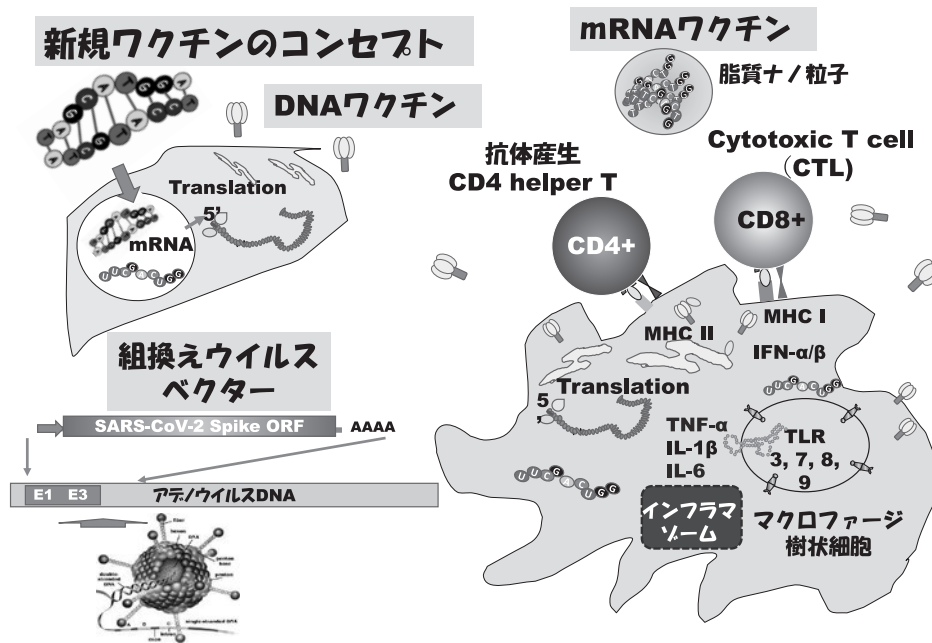 新規ワクチンのコンセプト
DNAワクチン
A
T
G
C
Translation
5'
mRNA
UUCGACUGG
組換えウイルス
ベクター
SARS-CoV-2 Spike ORF
AAAA
E1 E3
アデノウイルスDNA
mRNAワクチン
脂質ナノ粒子
抗体産生
CD4 helper T
Cytotoxic T cell
(CTL)
CD4+
CD8+
MHC II
MHC I
IFN-α/β
UUCGACUGG
Translation
5'
TNF-α
IL-1β
IL-6
TLR
3, 7, 8,
9
UUCGACUGG
インフラマ
ゾーム
マクロファージ
樹状細胞